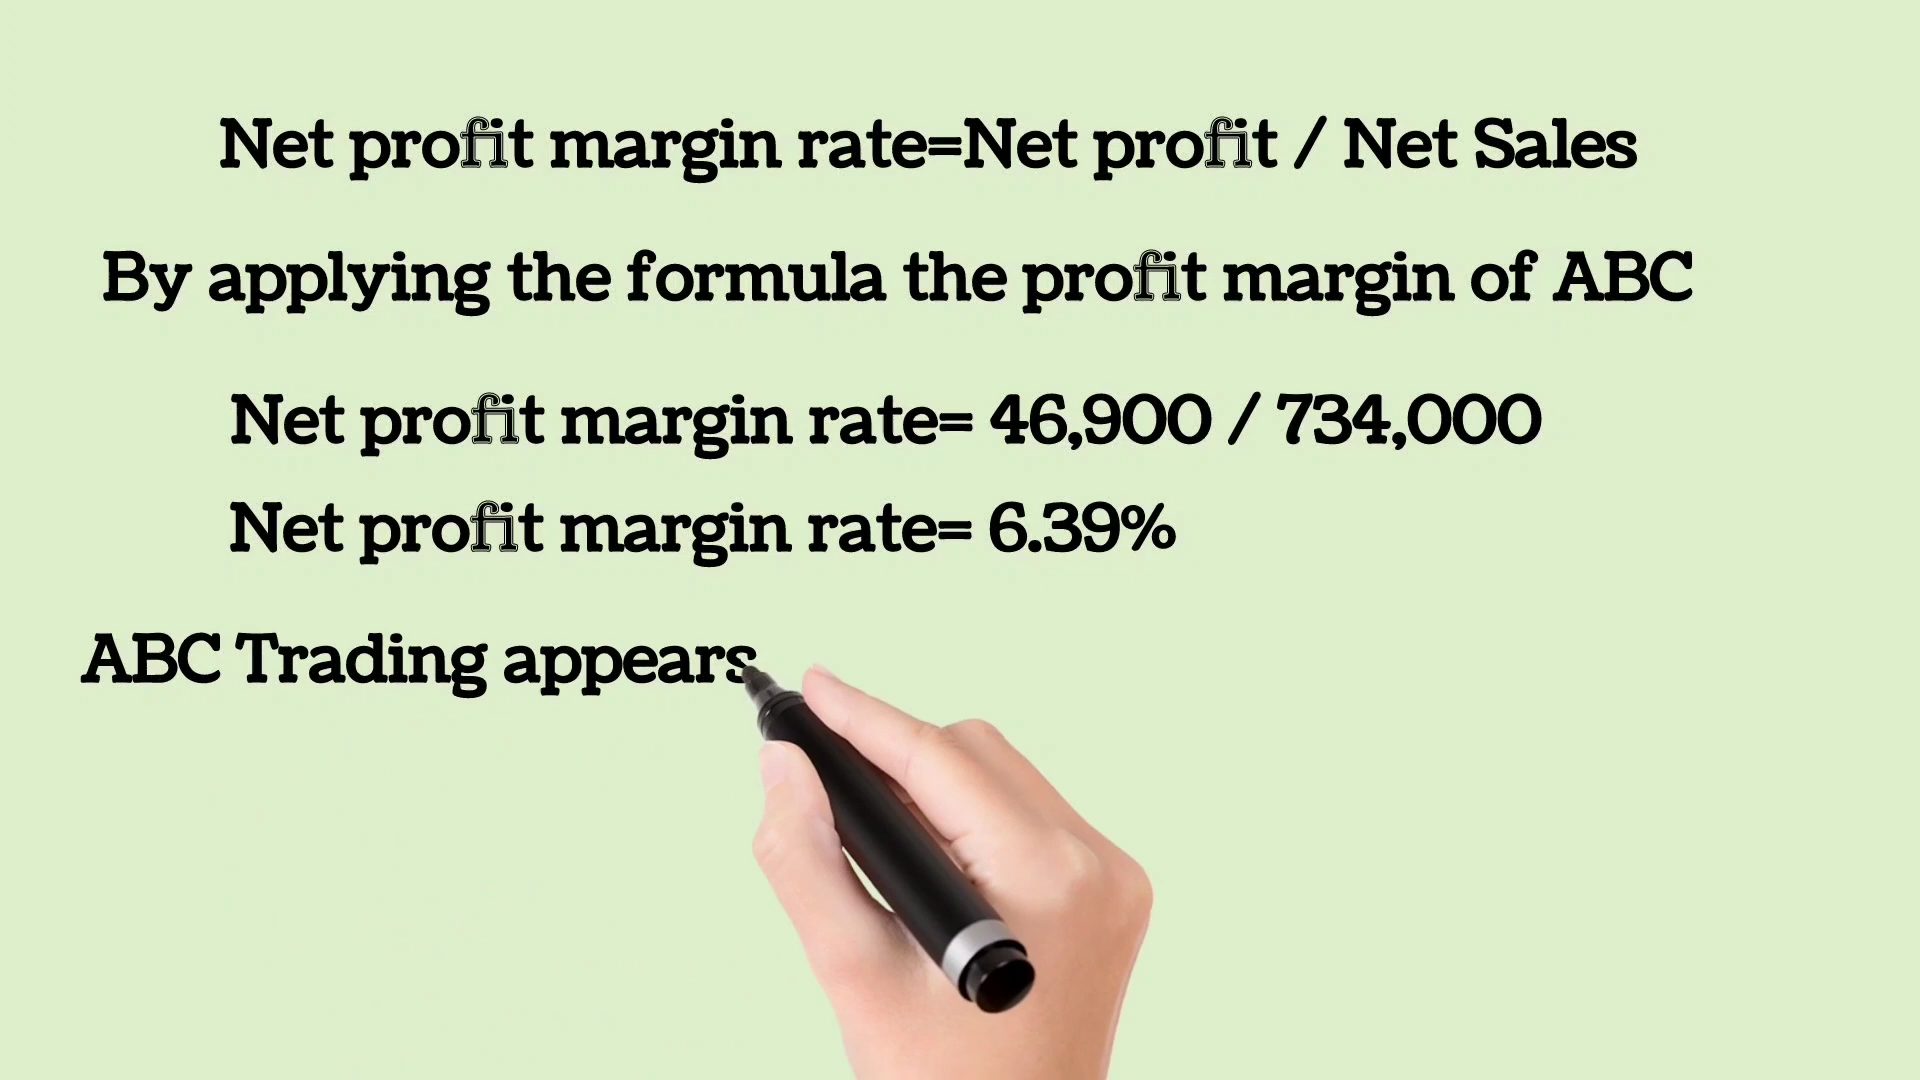 Net profit margin rate=Net profit / Net Sales
By applying the formula the profit margin of ABC
Net profit margin rate= 46,900 / 734,000
Net profit margin rate= 6.39%
ABC Trading appears